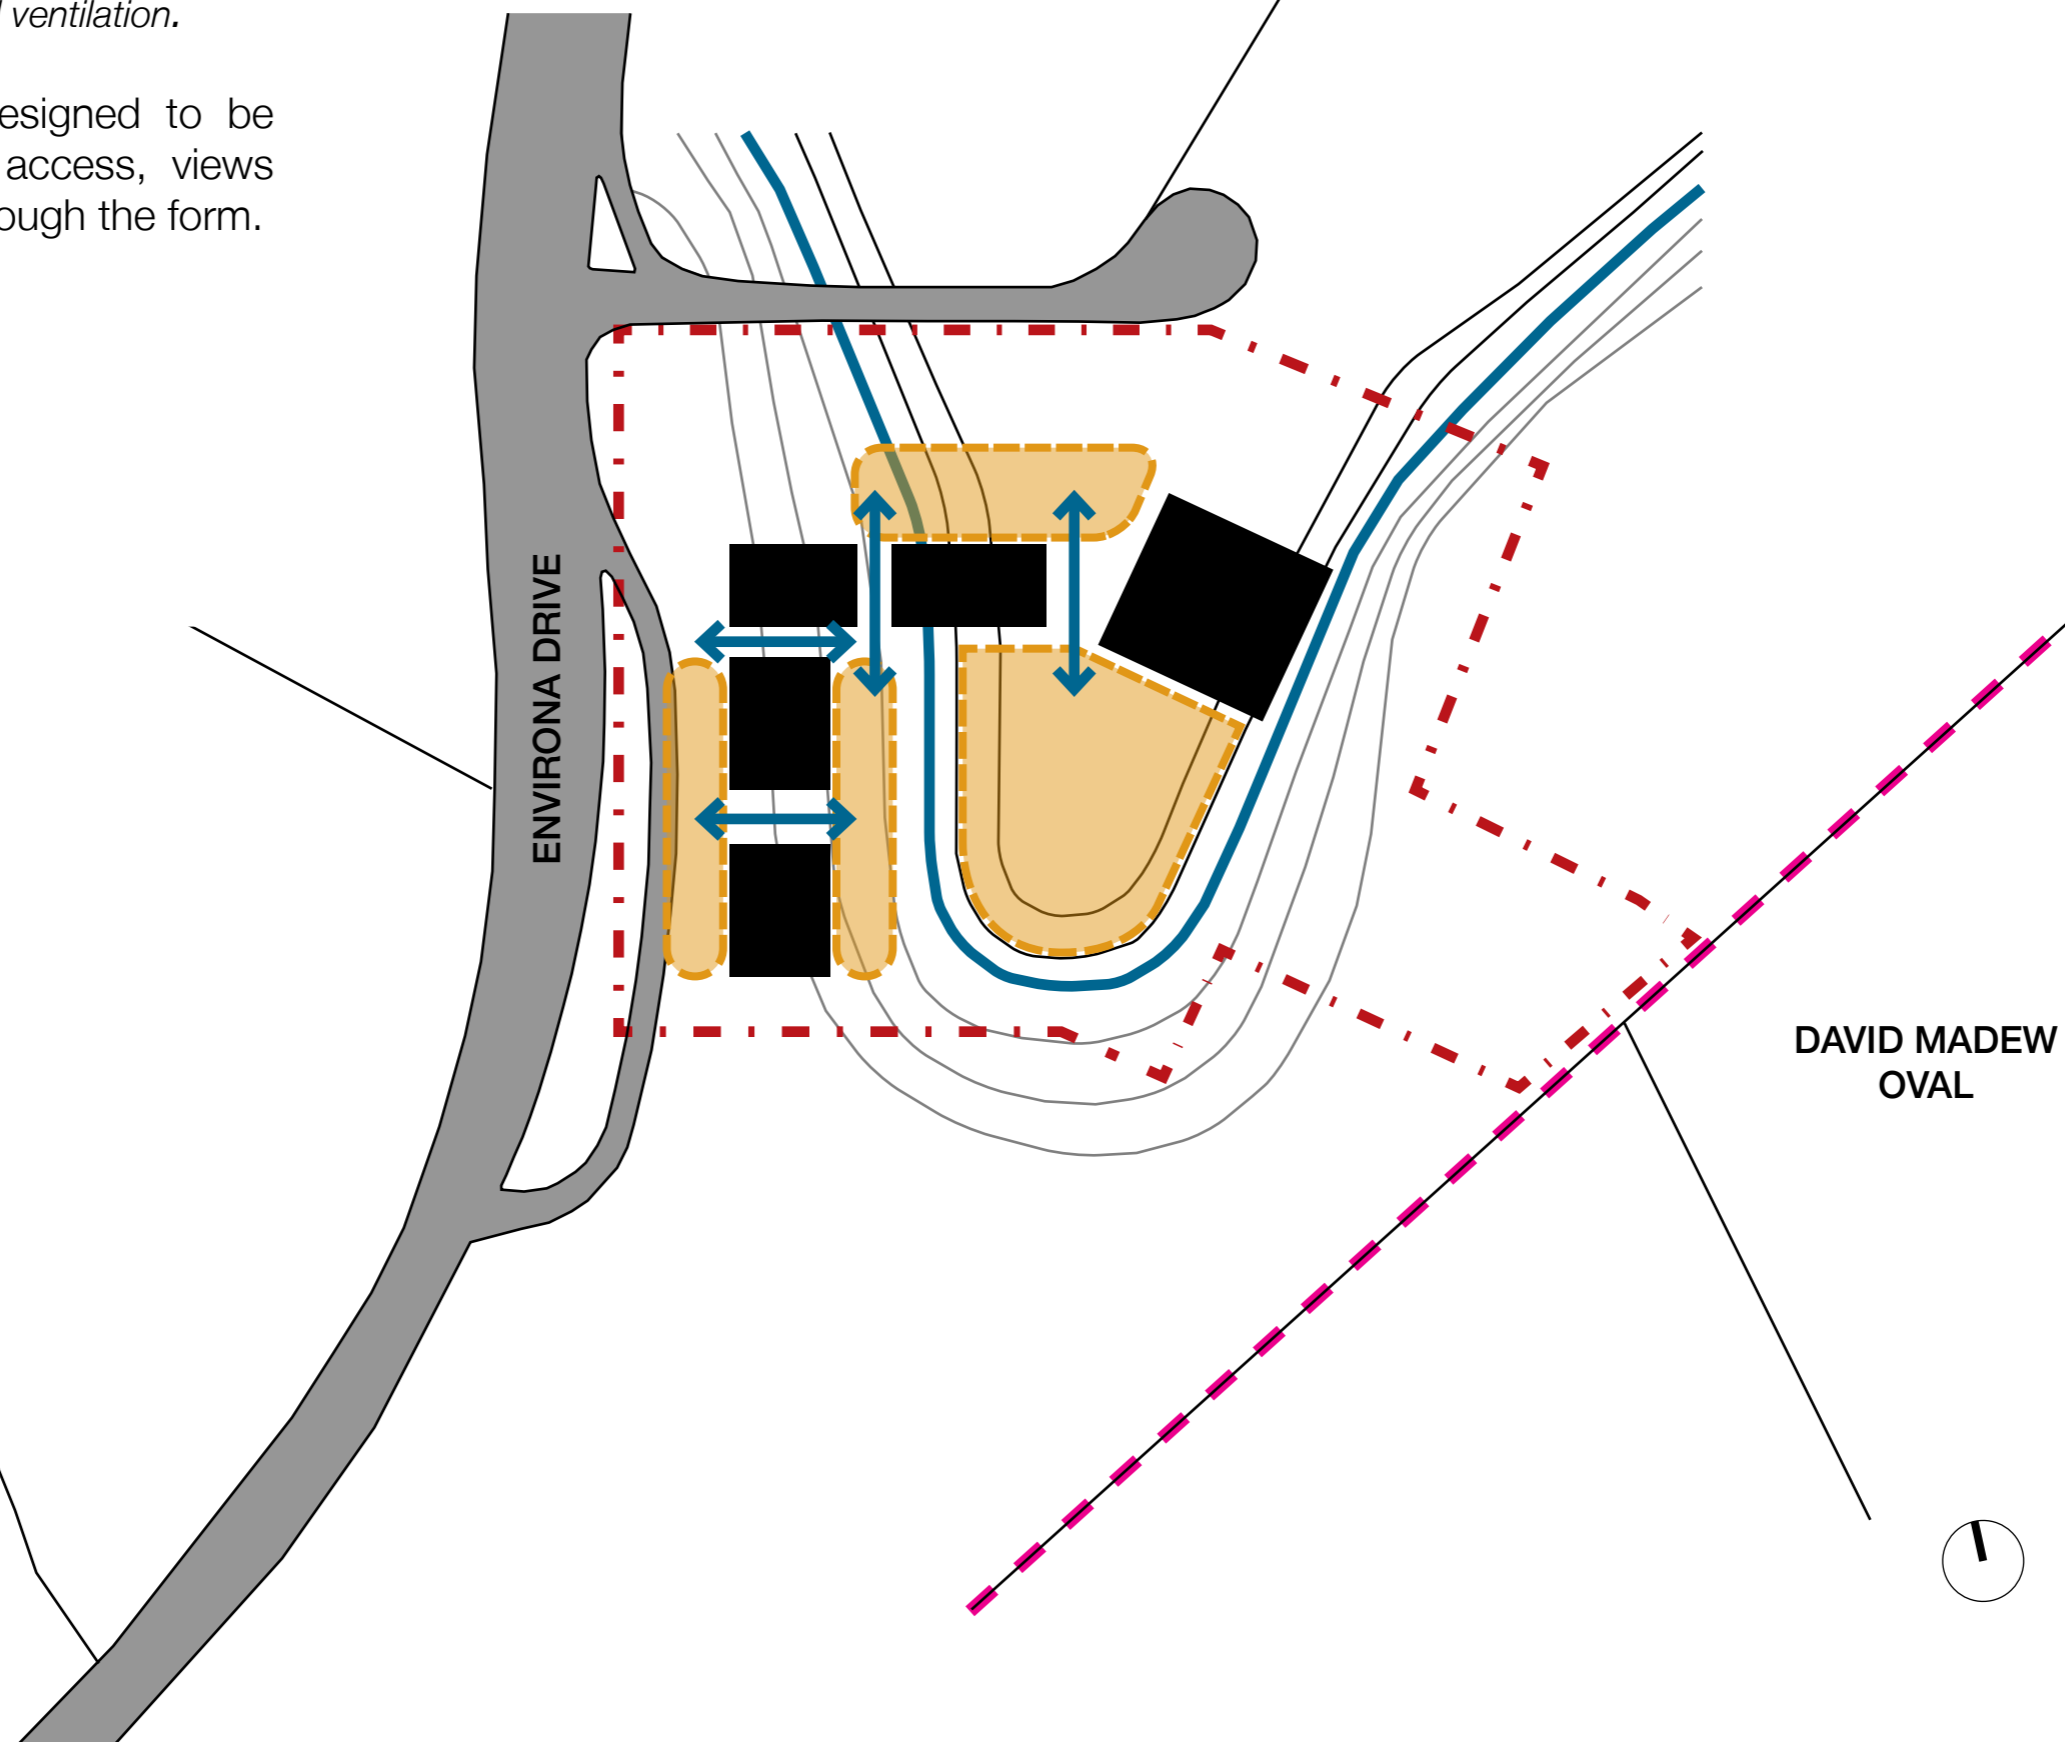 ventilation.
esigned to be
access, views
ough the form.
ENVIRONA DRIVE
DAVID MADEW
OVAL